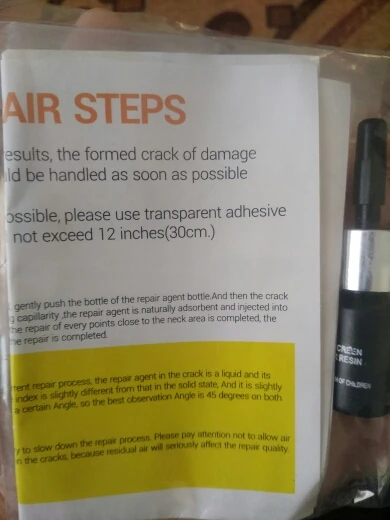 AIR STEPS
esults, the formed crack of damage
ld be handled as soon as possible
ossible, please use transparent adhesive
not exceed 12 inches(30cm.)
gently push the bottle of the repair agent bottle.And then the crack
capillarity ,the repair agent is naturally adsorbent and injected into
he repair of every points close to the neck area is completed, the
he repair is completed.
rent repair process, the repair agent in the crack is a liquid and its
index is slightly different from that in the solid state, And it is slightly
a certain Angle, so the best observation Angle is 45 degrees on both
y to slow down the repair process. Please pay attention not to allow air
n the cracks, because residual air will seriously affect the repair quality.
CREEN
RESIN
OF CHILDREN